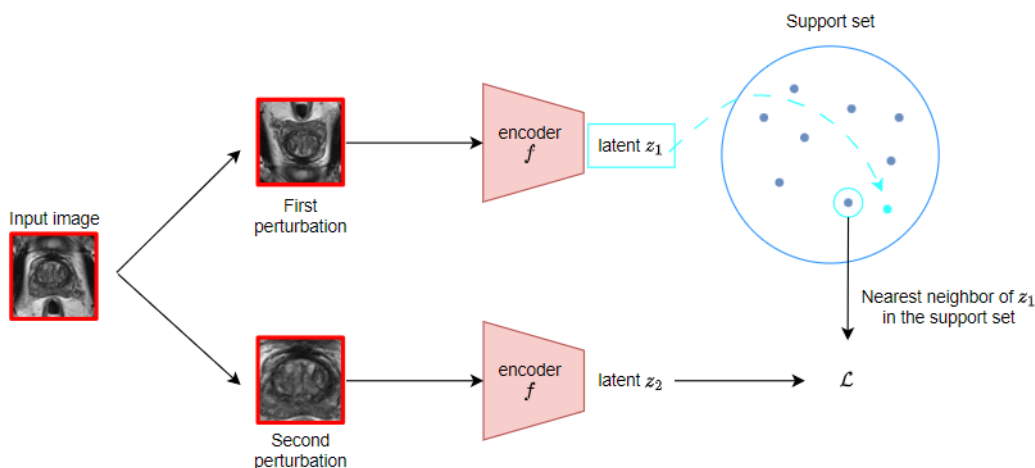 Support set
encoder
f
latent z₁
First
perturbation
Input image
Nearest neighbor of z₁
in the support set
encoder
f
latent z₂
ℒ
Second
perturbation